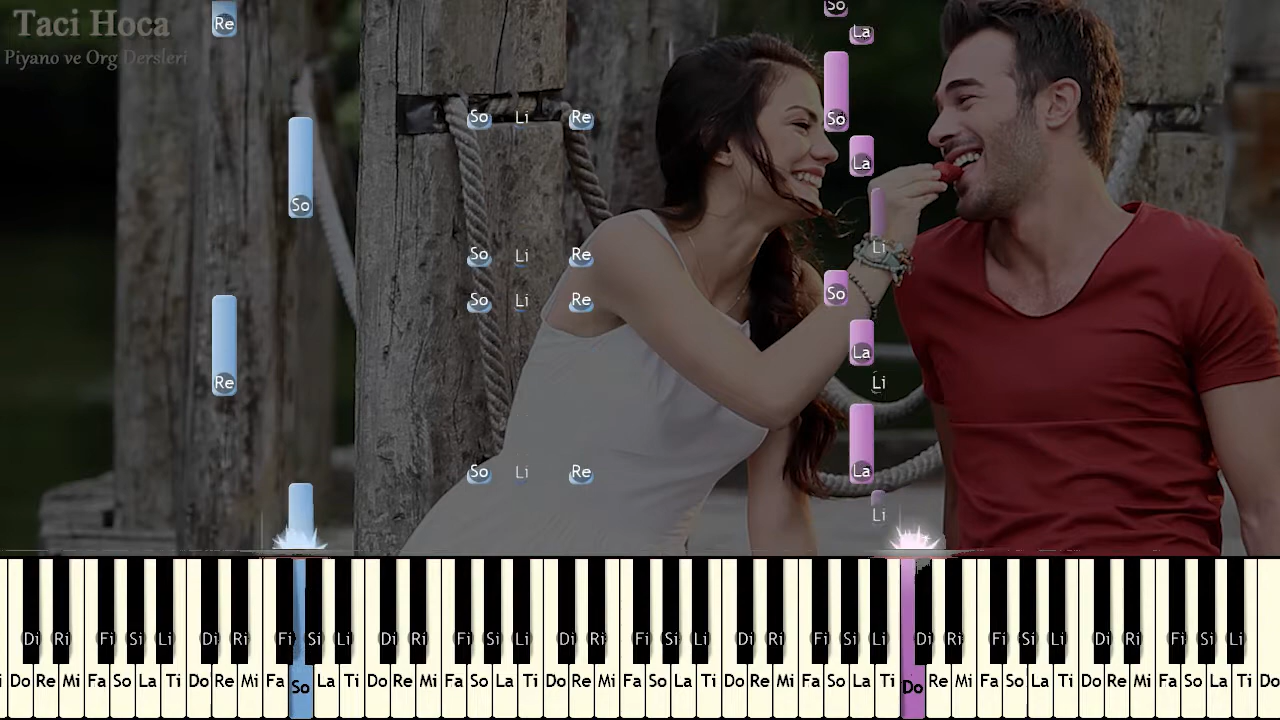 Taci Hoca
Piyano ve Org Dersleri
Re
So
La
So Li Re So
La
So
Li
So Li Re
So
So Li Re
La
Re Li
So Li Re La
Li
Di Ri Fi Si Li Di Ri Fi Si Li Di Ri Fi Si Li Di Ri Fi Si Li Di Ri Fi Si Li Di Ri Fi Si Li Di Ri Fi Si Li
i Do Re Mi Fa So La Ti Do Re Mi Fa So La Ti Do Re Mi Fa So La Ti Do Re Mi Fa So La Ti Do Re Mi Fa So La Ti Do Re Mi Fa So La Ti Do Re Mi Fa So La Ti Do